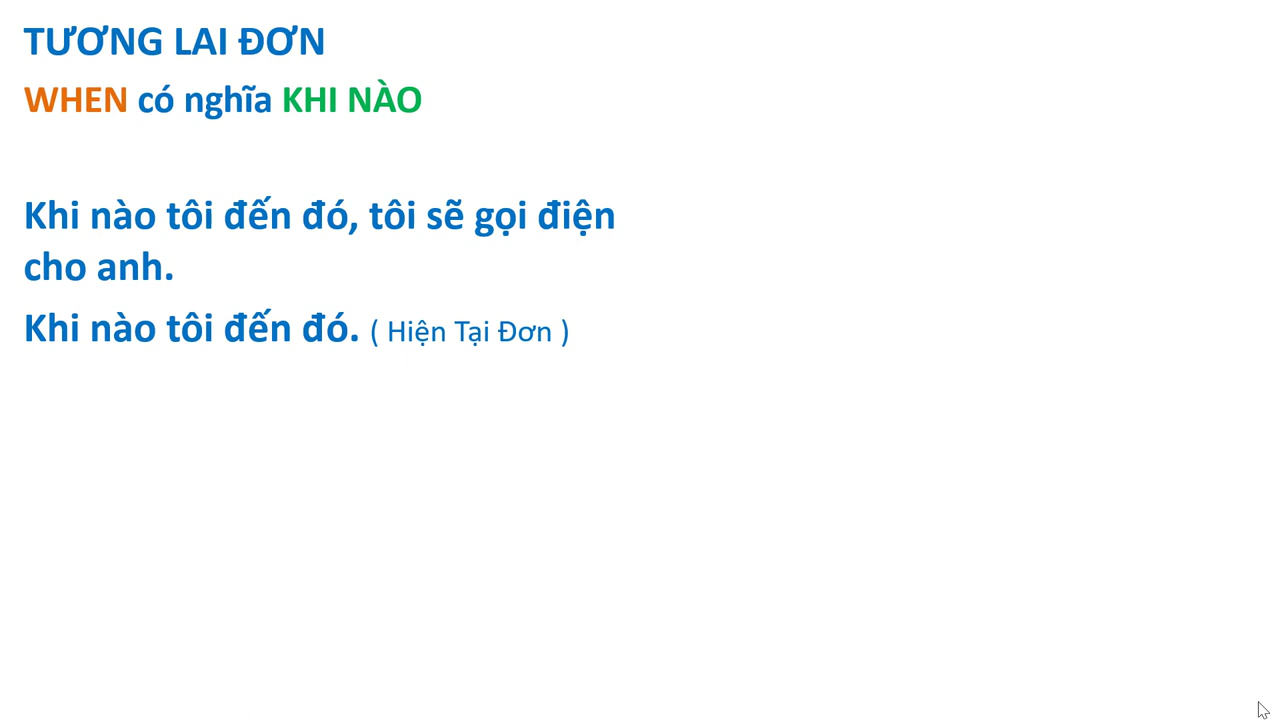 TƯƠNG LAI ĐƠN
WHEN có nghĩa KHI NÀO
Khi nào tôi đến đó, tôi sẽ gọi điện
cho anh.
Khi nào tôi đến đó. ( Hiện Tại Đơn )